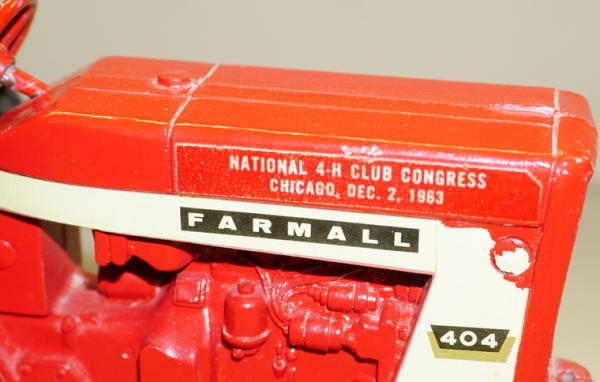 NATIONAL 4-H CLUB CONGRESS
CHICAGO, DEC. 2, 1963
FARMALL
404